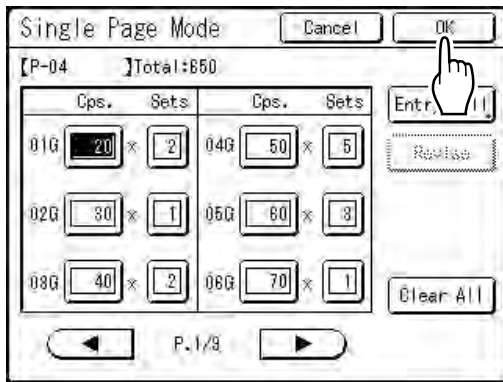 Single Page Mode Cancel OK
【P-04 】Total:650
Cps. Sets Cps. Sets
01G 20 x 2 04G 50 x 5
Revise
02G 30 x 1 05G 60 x 3
03G 40 x 2 06G 70 x 1
Clear All
◀ P.1/9 ▶